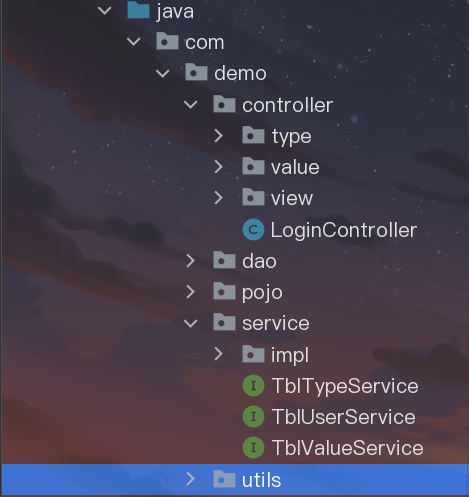 java
com
demo
controller
type
value
view
C LoginController
dao
pojo
service
impl
I TblTypeService
I TblUserService
I TblValueService
utils